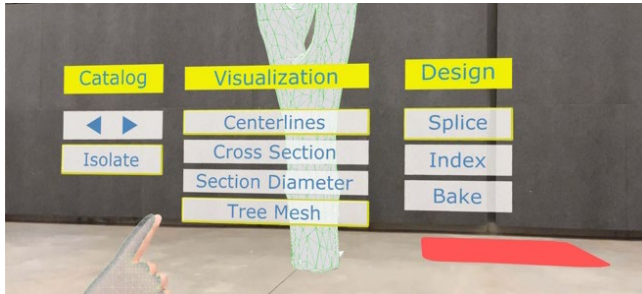 Catalog
Isolate
Visualization
Centerlines
Cross Section
Section Diameter
Tree Mesh
Design
Splice
Index
Bake